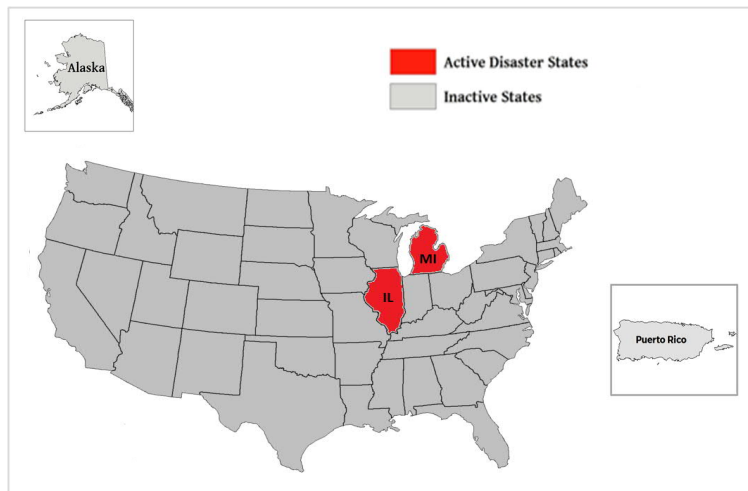 Alaska
Active Disaster States
Inactive States
MI
IL
Puerto Rico